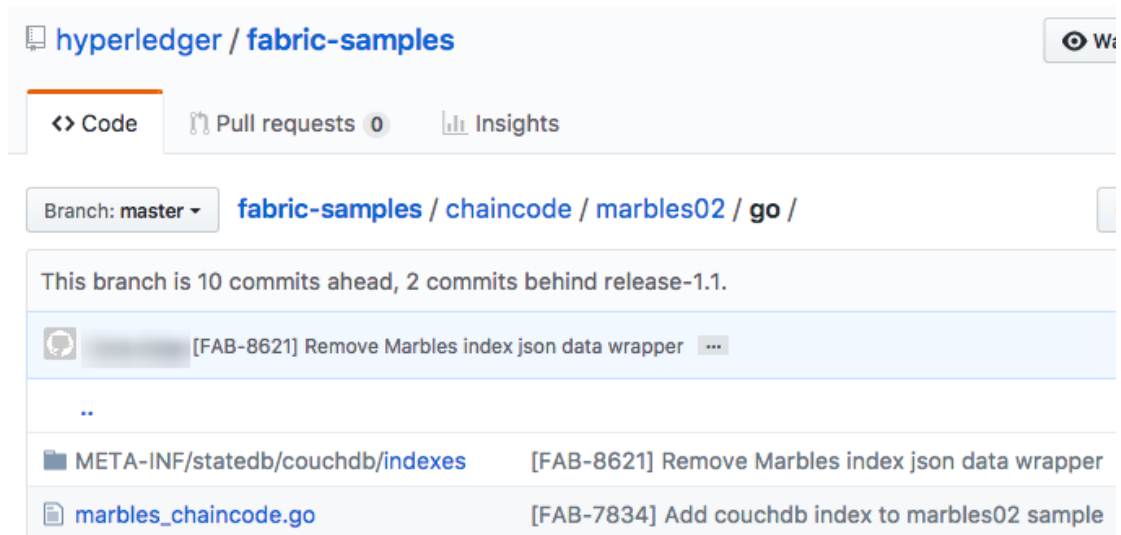 hyperledger / fabric-samples
Code Pull requests 0 Insights
Branch: master fabric-samples / chaincode / marbles02 / go /
This branch is 10 commits ahead, 2 commits behind release-1.1.
[FAB-8621] Remove Marbles index json data wrapper ...
..
META-INF/statedb/couchdb/indexes [FAB-8621] Remove Marbles index json data wrapper
marbles_chaincode.go [FAB-7834] Add couchdb index to marbles02 sample